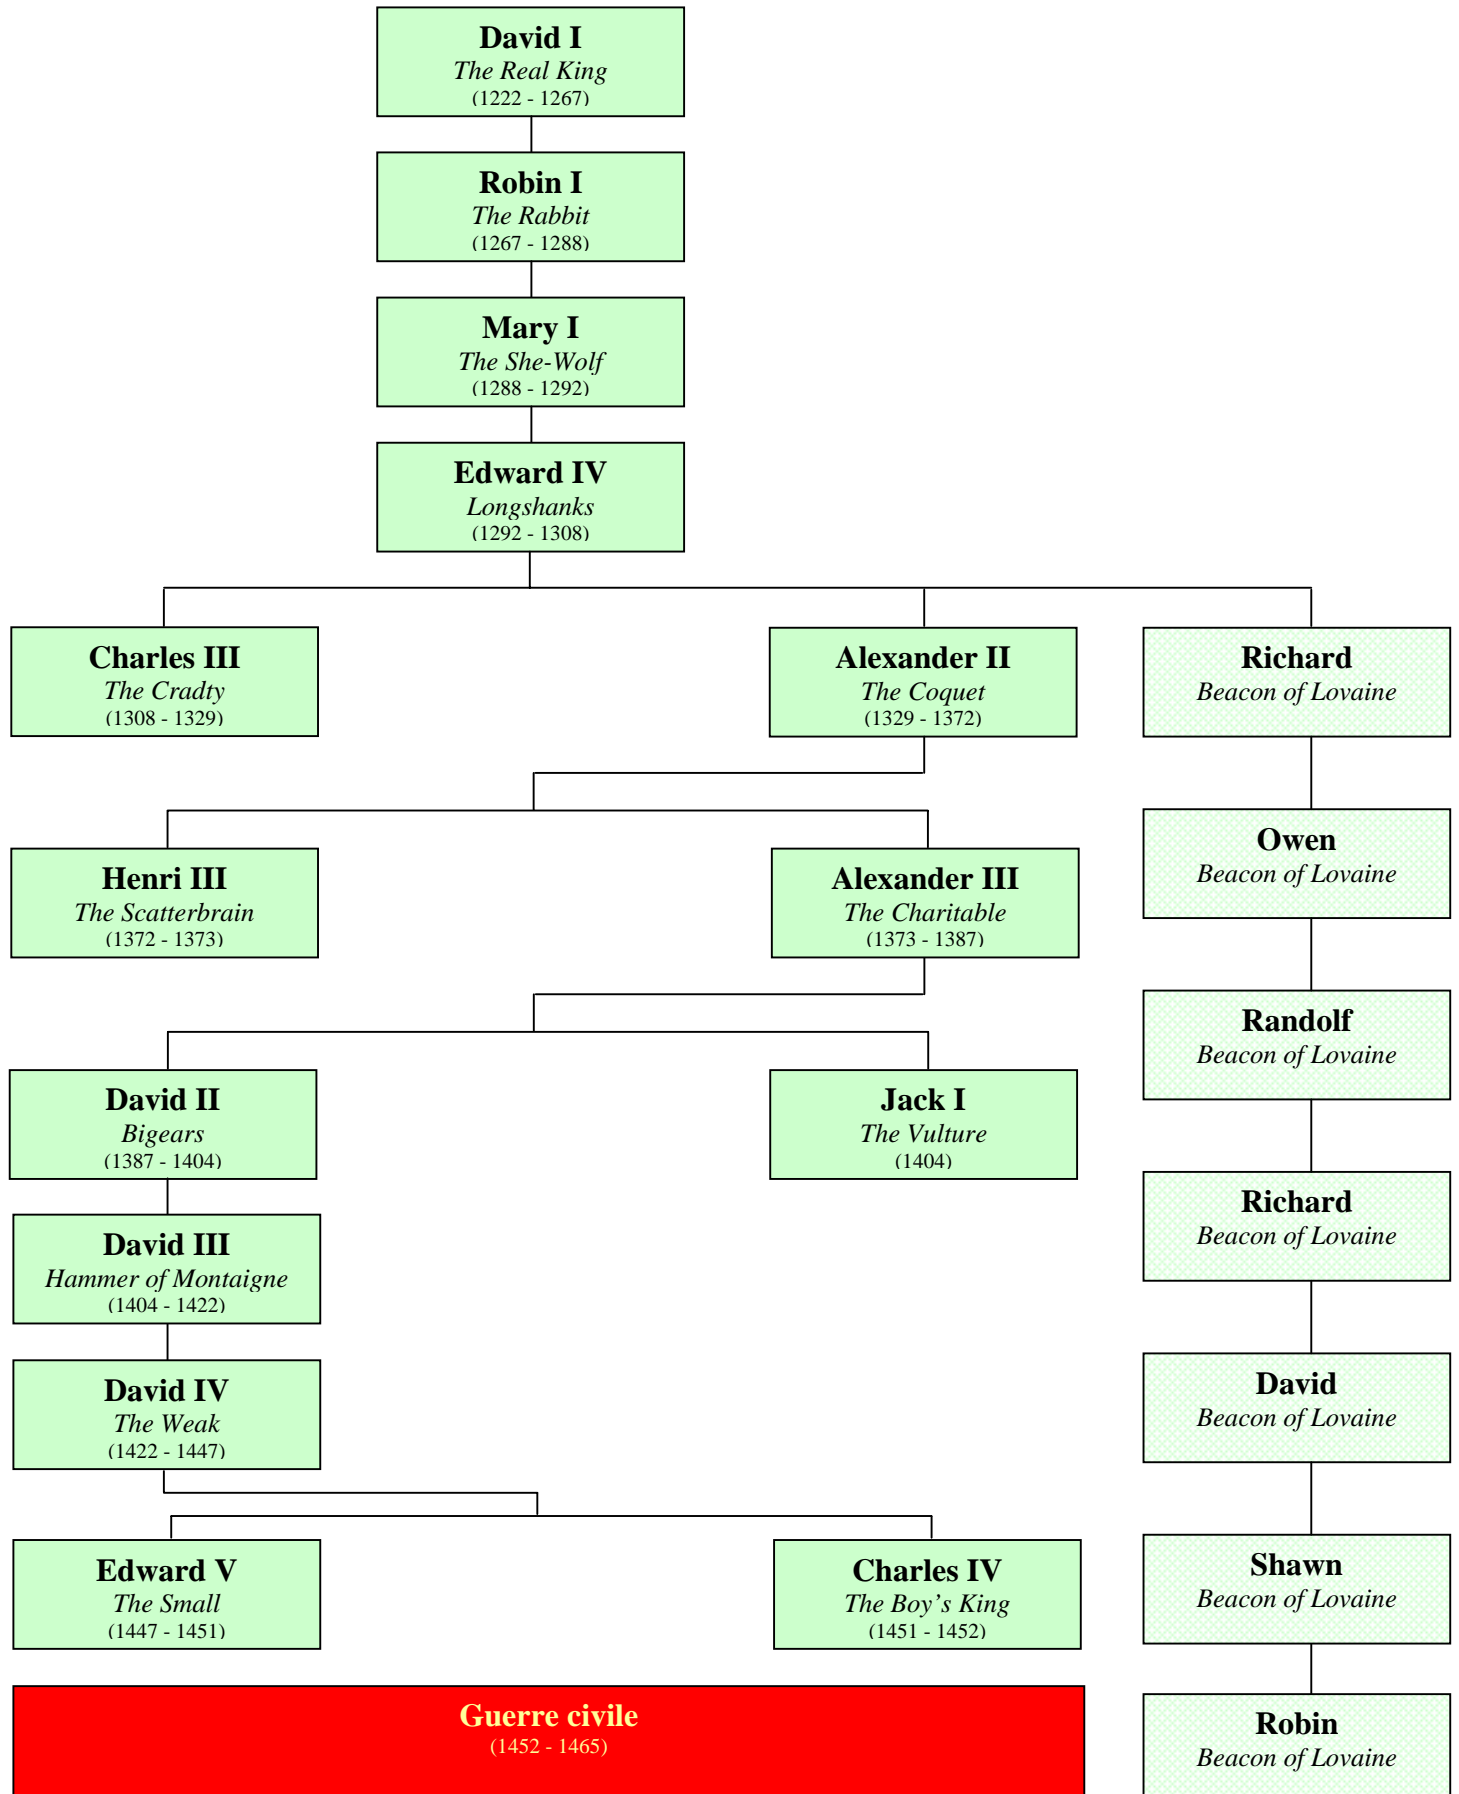 David I
The Real King
(1222 - 1267)
Robin I
The Rabbit
(1267 - 1288)
Mary I
The She-Wolf
(1288 - 1292)
Edward IV
Longshanks
(1292 - 1308)
Charles III
The Cradty
(1308 - 1329)
Alexander II
The Coquet
(1329 - 1372)
Richard
Beacon of Lovaine
Owen
Beacon of Lovaine
Henri III
The Scatterbrain
(1372 - 1373)
Alexander III
The Charitable
(1373 - 1387)
Randolf
Beacon of Lovaine
David II
Bigears
(1387 - 1404)
Jack I
The Vulture
(1404)
Richard
Beacon of Lovaine
David III
Hammer of Montaigne
(1404 - 1422)
David IV
The Weak
(1422 - 1447)
David
Beacon of Lovaine
Edward V
The Small
(1447 - 1451)
Charles IV
The Boy's King
(1451 - 1452)
Shawn
Beacon of Lovaine
Guerre civile
(1452 - 1465)
Robin
Beacon of Lovaine